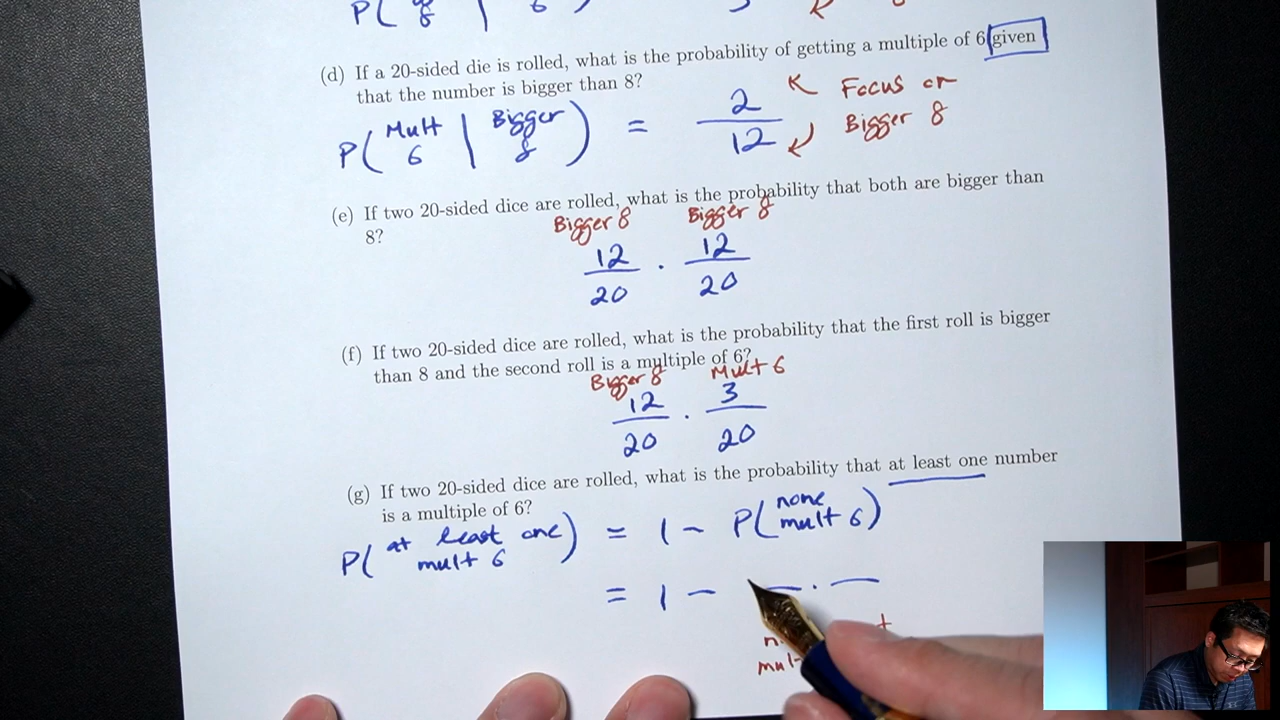 P( 8 | 6 )
(d) If a 20-sided die is rolled, what is the probability of getting a multiple of 6 given
that the number is bigger than 8?
P( Mult 6 | Bigger 8 ) = 2/12
Focus on
Bigger 8
(e) If two 20-sided dice are rolled, what is the probability that both are bigger than
8?
Bigger 8 Bigger 8
12/20 · 12/20
(f) If two 20-sided dice are rolled, what is the probability that the first roll is bigger
than 8 and the second roll is a multiple of 6?
Bigger 8 Mult 6
12/20 · 3/20
(g) If two 20-sided dice are rolled, what is the probability that at least one number
is a multiple of 6?
P( at least one mult 6 ) = 1 - P( none mult 6 )
= 1 - — · —